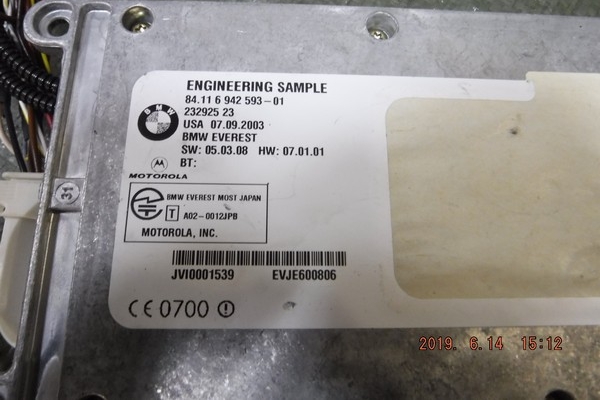 ENGINEERING SAMPLE
84.11 6 942 593-01
232925 23
USA 07.09.2003
BMW EVEREST
SW: 05.03.08 HW: 07.01.01
BT:
BMW
MOTOROLA
BMW EVEREST MOST JAPAN
T A02-0012JPB
MOTOROLA, INC.
JVI0001539 EVJE600806
CE 0700
31
2019. 6.14 15:12